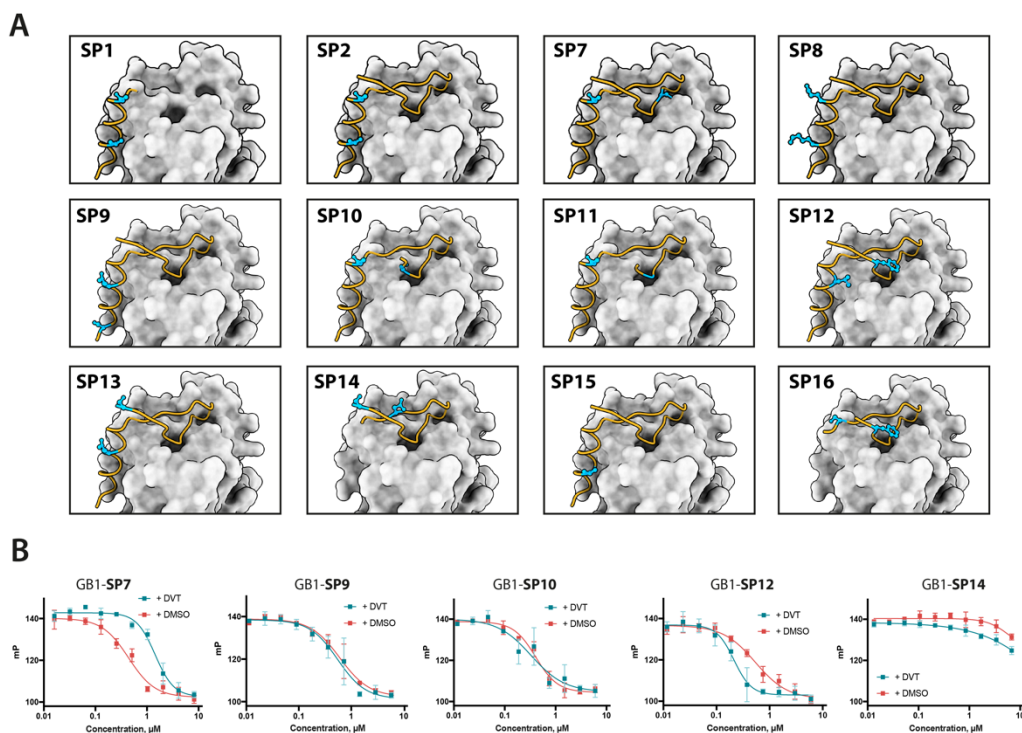 A
SP1 SP2 SP7 SP8
SP9 SP10 SP11 SP12
SP13 SP14 SP15 SP16
B
GB1-SP7
+ DVT
+ DMSO
mP
140
120
100
0.01 0.1 1 10
Concentration, µM
GB1-SP9
+ DVT
+ DMSO
mP
140
120
100
0.01 0.1 1 10
Concentration, µM
GB1-SP10
+ DVT
+ DMSO
mP
140
120
100
0.01 0.1 1 10
Concentration, µM
GB1-SP12
+ DVT
+ DMSO
mP
140
120
100
0.01 0.1 1 10
Concentration, µM
GB1-SP14
+ DVT
+ DMSO
mP
140
120
100
0.01 0.1 1 10
Concentration, µM